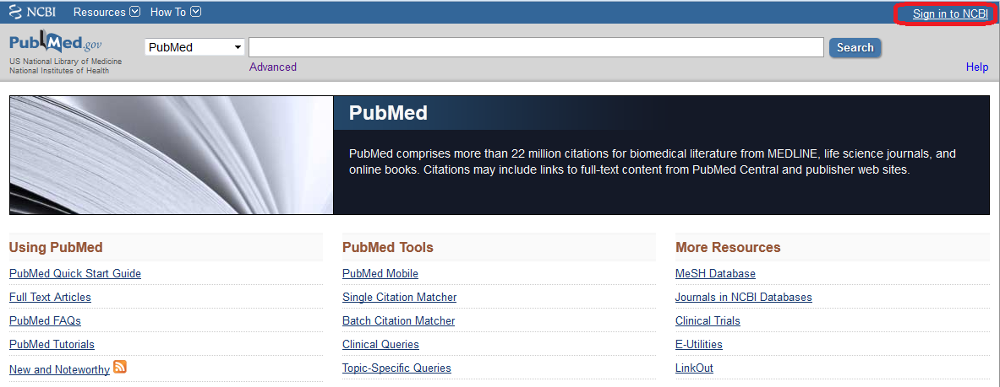 NCBI Resources How To Sign in to NCBI
PubMed.gov
US National Library of Medicine
National Institutes of Health
PubMed
Search
Advanced
Help
PubMed
PubMed comprises more than 22 million citations for biomedical literature from MEDLINE, life science journals, and
online books. Citations may include links to full-text content from PubMed Central and publisher web sites.
Using PubMed
PubMed Quick Start Guide
Full Text Articles
PubMed FAQs
PubMed Tutorials
New and Noteworthy
PubMed Tools
PubMed Mobile
Single Citation Matcher
Batch Citation Matcher
Clinical Queries
Topic-Specific Queries
More Resources
MeSH Database
Journals in NCBI Databases
Clinical Trials
E-Utilities
LinkOut